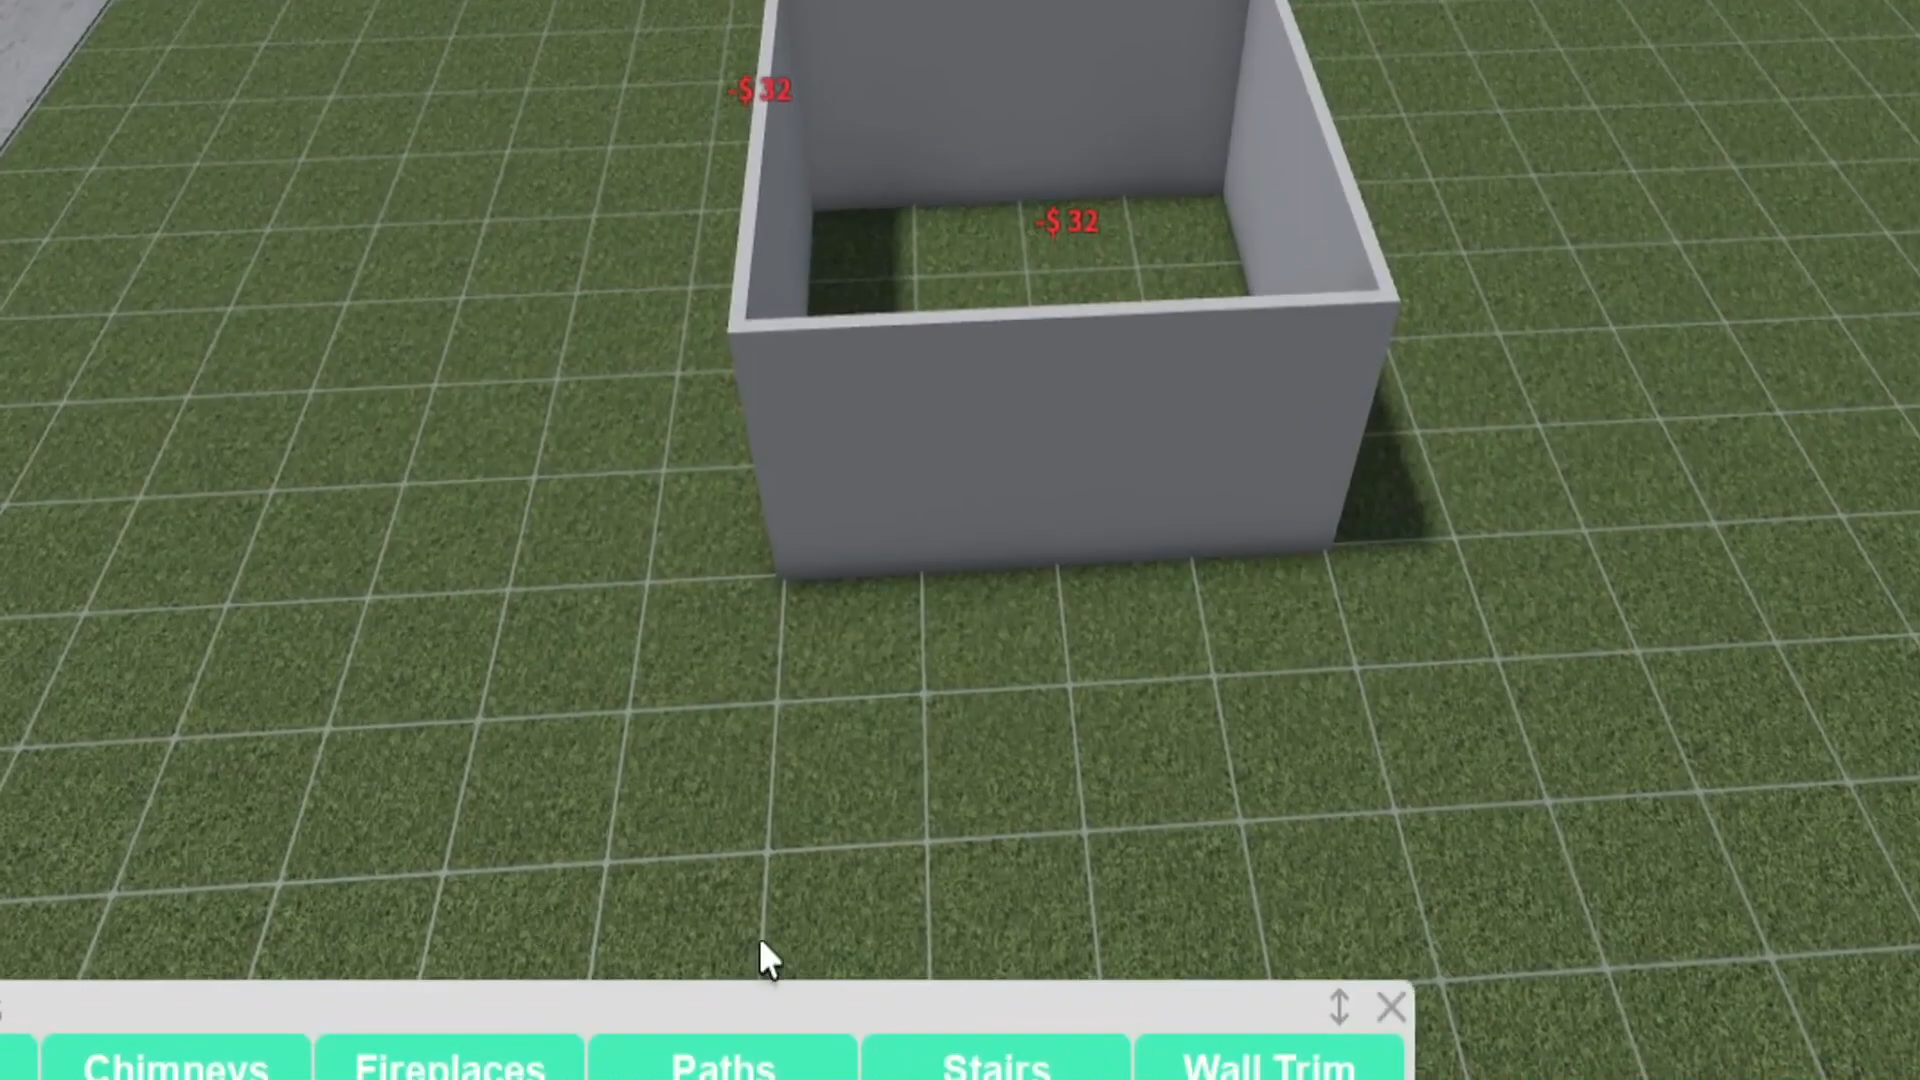 -$ 32
-$ 32
Chimneys
Fireplaces
Paths
Stairs
Wall Trim